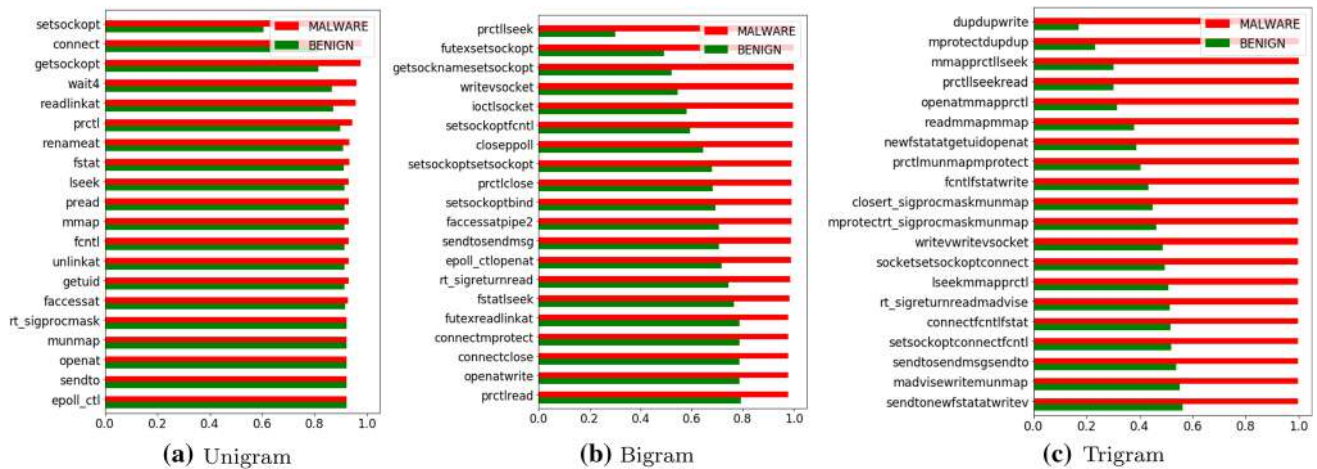 setsockopt
connect
getsockopt
wait4
readlinkat
prctl
renameat
fstat
lseek
pread
mmap
fcntl
unlinkat
getuid
faccessat
rt_sigprocmask
munmap
openat
sendto
epoll_ctl
MALWARE
BENIGN
0.0 0.2 0.4 0.6 0.8 1.0
(a) Unigram
prctllseek
futexsetsockopt
getsocknamesetsockopt
writevsocket
ioctlsocket
setsockoptfcntl
closeppoll
setsockoptsetsockopt
prctlclose
setsockoptbind
faccessatpipe2
sendtosendmsg
epoll_ctlopenat
rt_sigreturnread
fstatlseek
futexreadlinkat
connectmprotect
connectclose
openatwrite
prctlread
MALWARE
BENIGN
0.0 0.2 0.4 0.6 0.8 1.0
(b) Bigram
dupdupwrite
mprotectdupdup
mmapprctllseek
prctllseekread
openatmmapprctl
readmmapmmap
newfstatatgetuidopenat
prctlmunmapmprotect
fcntlfstatwrite
closert_sigprocmaskmunmap
mprotectrt_sigprocmaskmunmap
writevwritevsocket
socketsetsockoptconnect
lseekmmapprctl
rt_sigreturnreadmadvise
connectfcntlfstat
setsockoptconnectfcntl
sendtosendmsgsendto
madvisewritemunmap
sendtonewfstatatwritev
MALWARE
BENIGN
0.0 0.2 0.4 0.6 0.8 1.0
(c) Trigram